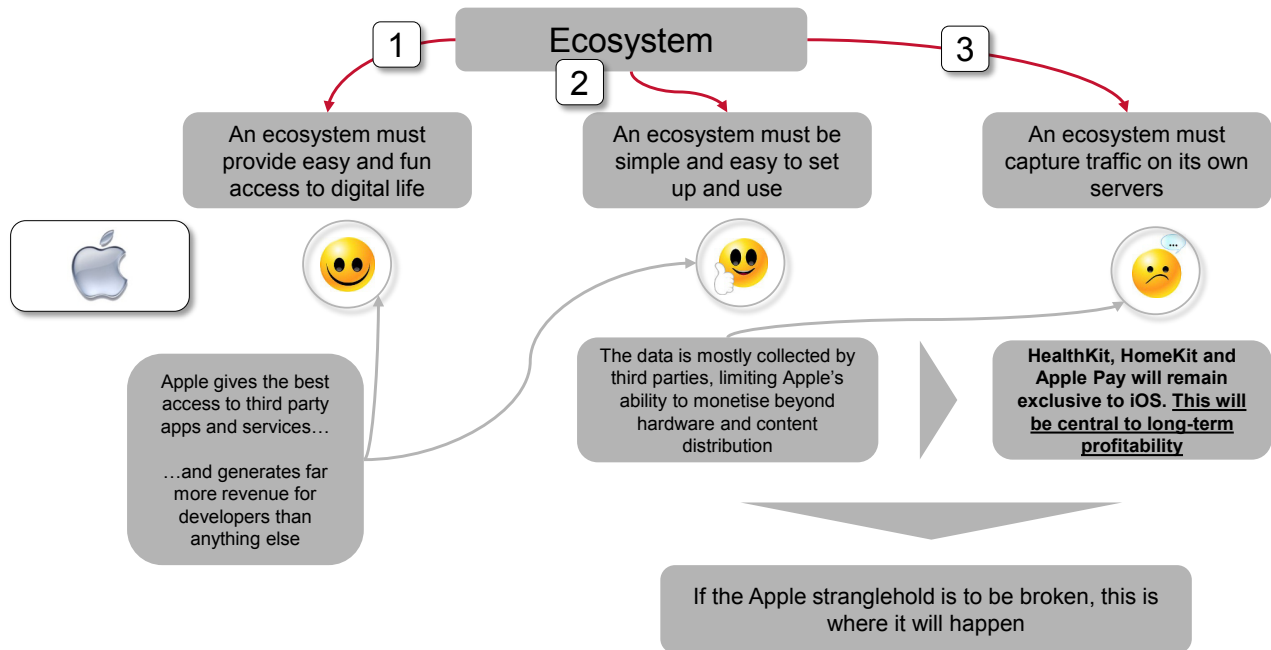 Ecosystem
1
2
3
An ecosystem must
provide easy and fun
access to digital life
An ecosystem must be
simple and easy to set
up and use
An ecosystem must
capture traffic on its own
servers
...
Apple gives the best
access to third party
apps and services…
…and generates far
more revenue for
developers than
anything else
The data is mostly collected by
third parties, limiting Apple’s
ability to monetise beyond
hardware and content
distribution
HealthKit, HomeKit and
Apple Pay will remain
exclusive to iOS. This will
be central to long-term
profitability
If the Apple stranglehold is to be broken, this is
where it will happen